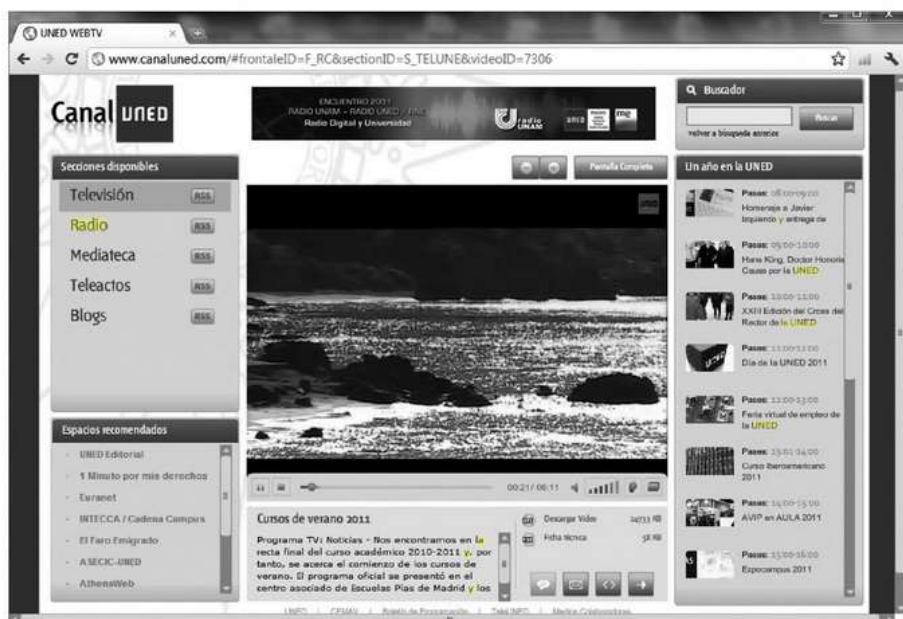 UNED WEBTV
www.canaluned.com/#frontaleID=F_RC&sectionID=S_TELUNE&videoID=7306
Canal UNED
ENCUENTRO 2011
RADIO UNAM - RADIO UNED - RNE
Radio Digital y Universidad
radio
UNAM
UNED
rne
Buscador
Buscar
volver a búsqueda anterior
Secciones disponibles
Televisión RSS
Radio RSS
Mediateca RSS
Teleactos RSS
Blogs RSS
Espacios recomendados
- UNED Editorial
- 1 Minuto por mis derechos
- Euranet
- INTECCA / Cadena Campus
- El Faro Emigrado
- ASECIC-UNED
- AthenaWeb
Pantalla Completa
UNED
00:21/ 06:11
Cursos de verano 2011
Programa TV: Noticias - Nos encontramos en la
recta final del curso académico 2010-2011 y, por
tanto, se acerca el comienzo de los cursos de
verano. El programa oficial se presentó en el
centro asociado de Escuelas Pías de Madrid y los
Descargar Video
Ficha técnica
Un año en la UNED
Pases: 08:00-09:00
Homenaje a Javier
Izquierdo y entrega de
Pases: 09:00-10:00
Hans King, Doctor Honoris
Causa por la UNED
Pases: 10:00-11:00
XXIII Edición del Cross del
Rector de la UNED
Pases: 11:00-12:00
Día de la UNED 2011
Pases: 12:00-13:00
Feria virtual de empleo de
la UNED
Pases: 13:01-14:00
Curso Iberoamericano
2011
Pases: 14:00-15:00
AVIP en AULA 2011
Pases: 15:00-16:00
Expocampus 2011
UNED | CEMAV | Boletín de Programación | TeleUNED | Medios Colaboradores